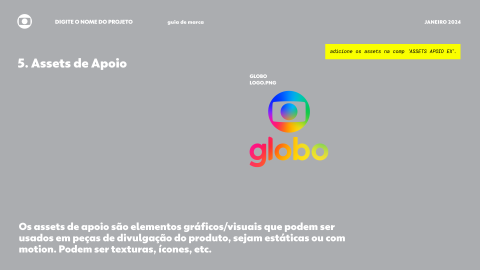 DIGITE O NOME DO PROJETO
guia de marca
JANEIRO 2024
adicione os assets na comp "ASSETS APOIO EX".
5. Assets de Apoio
GLOBO
LOGO.PNG
globo
Os assets de apoio são elementos gráficos/visuais que podem ser
usados em peças de divulgação do produto, sejam estáticas ou com
motion. Podem ser texturas, ícones, etc.